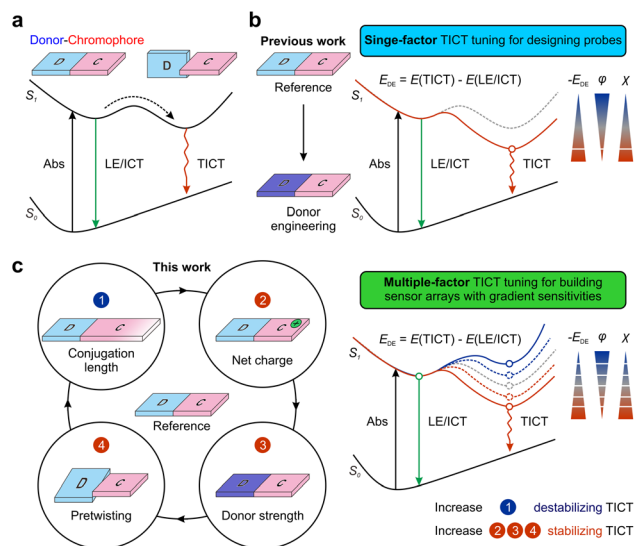 a
Donor-Chromophore
D C
D C
S1
Abs
LE/ICT
TICT
S0
b
Previous work
D C
Reference
D C
Donor
engineering
Singe-factor TICT tuning for designing probes
EDE = E(TICT) - E(LE/ICT)
-EDE φ χ
S1
Abs
LE/ICT
TICT
S0
c
This work
1
D C
Conjugation
length
2
D C +
Net charge
D C
Reference
4
D C
Pretwisting
3
D C
Donor strength
Multiple-factor TICT tuning for building
sensor arrays with gradient sensitivities
EDE = E(TICT) - E(LE/ICT)
-EDE φ χ
S1
Abs
LE/ICT
TICT
S0
Increase 1 destabilizing TICT
Increase 2 3 4 stabilizing TICT